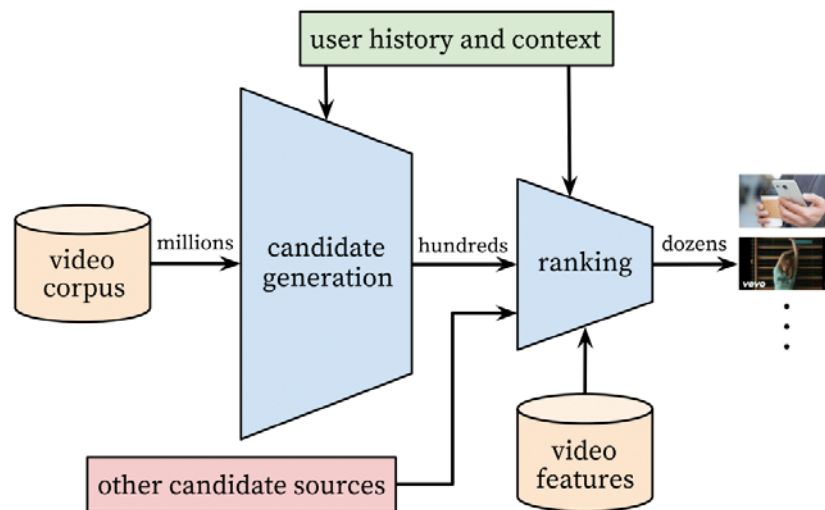 user history and context
millions
video
corpus
candidate
generation
hundreds
ranking
dozens
vevo
other candidate sources
video
features